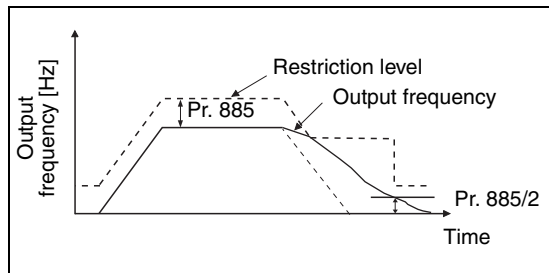 Output
frequency [Hz]
Restriction level
Output frequency
Pr. 885
Pr. 885/2
Time